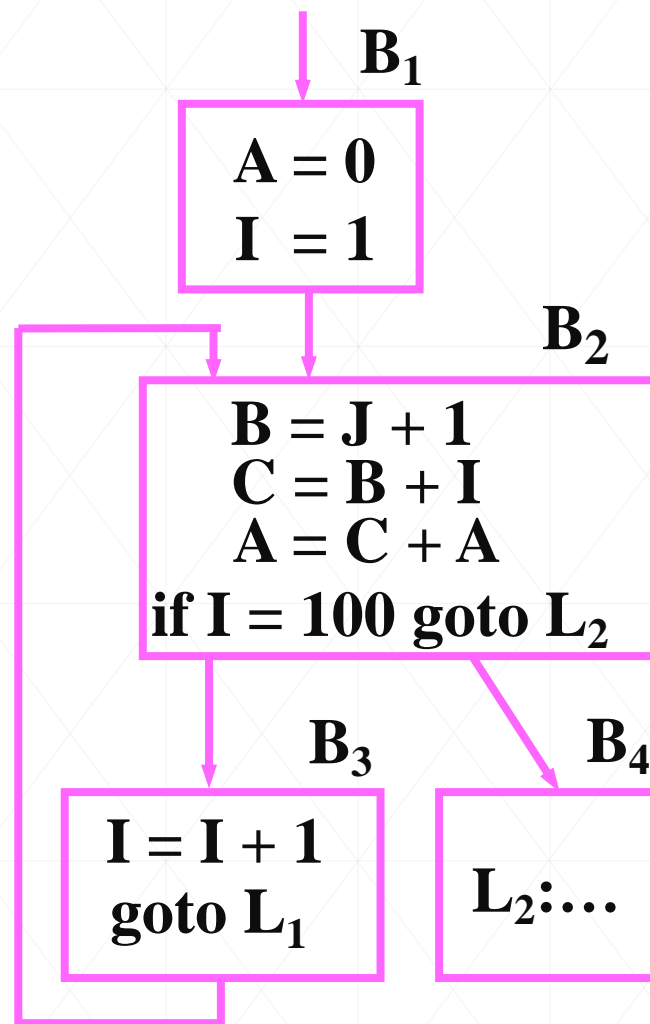 B₁
A = 0
I = 1
B₂
B = J + 1
C = B + I
A = C + A
if I = 100 goto L₂
B₃
B₄
I = I + 1
goto L₁
L₂:…